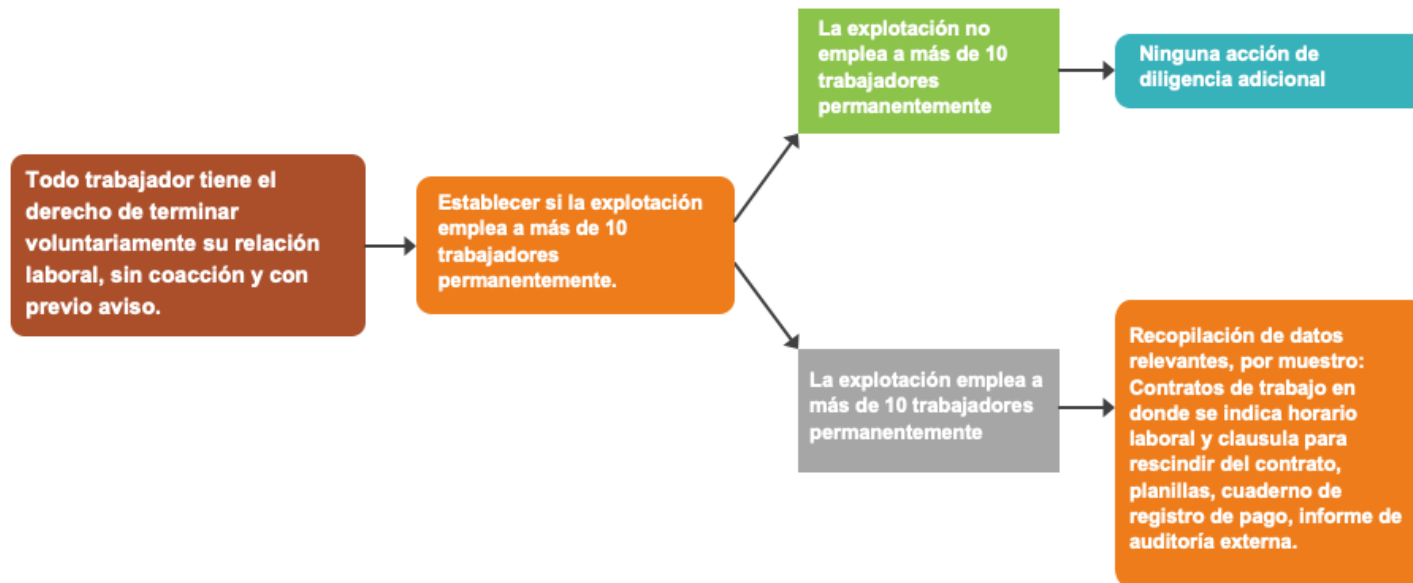 Todo trabajador tiene el
derecho de terminar
voluntariamente su relación
laboral, sin coacción y con
previo aviso.
Establecer si la explotación
emplea a más de 10
trabajadores
permanentemente.
La explotación no
emplea a más de 10
trabajadores
permanentemente
Ninguna acción de
diligencia adicional
La explotación emplea a
más de 10 trabajadores
permanentemente
Recopilación de datos
relevantes, por muestro:
Contratos de trabajo en
donde se indica horario
laboral y clausula para
rescindir del contrato,
planillas, cuaderno de
registro de pago, informe de
auditoría externa.